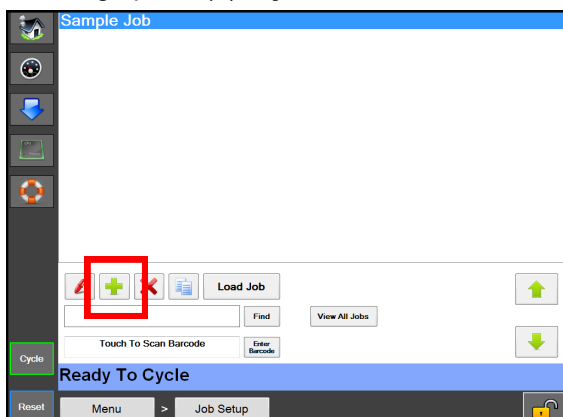 Sample Job
Load Job
Find
View All Jobs
Touch To Scan Barcode
Enter
Barcode
Cycle
Ready To Cycle
Reset
Menu
>
Job Setup